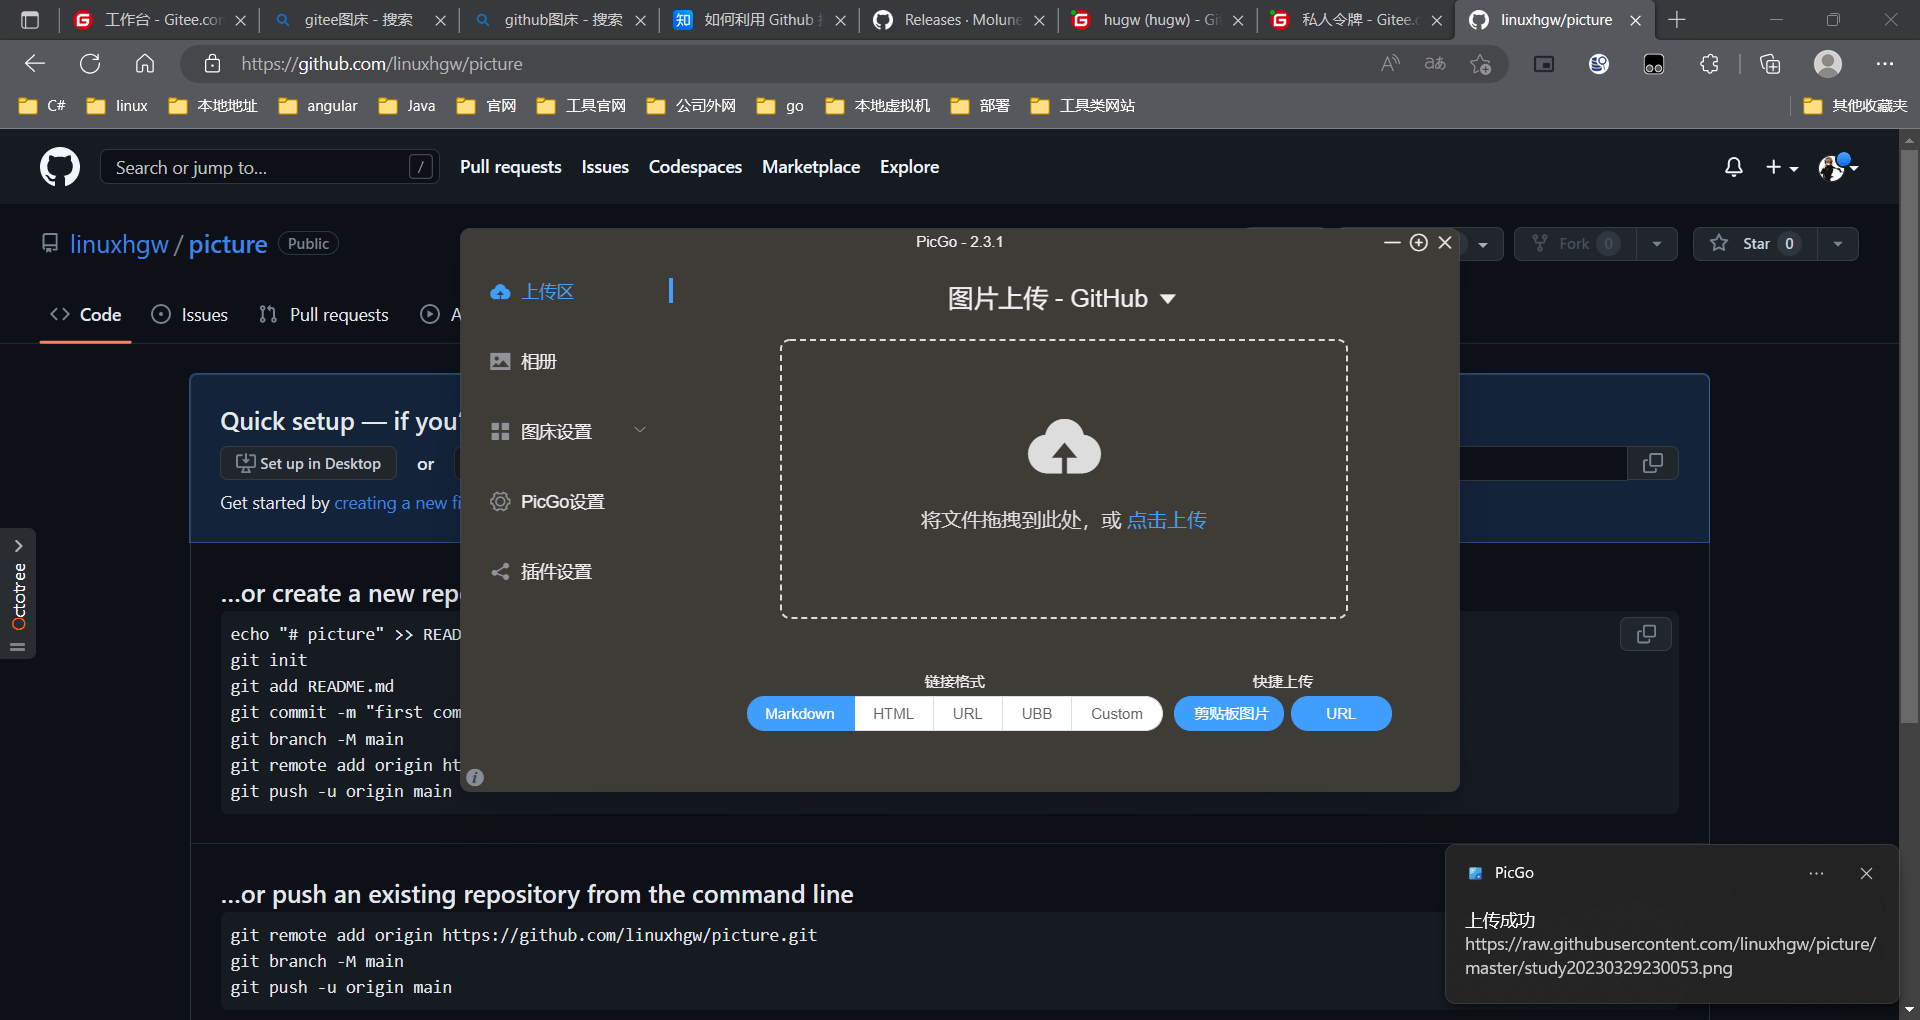 工作台 - Gitee.com
gitee图床 - 搜索
github图床 - 搜索
如何利用 Github
Releases · Molun
hugw (hugw) - Gi
私人令牌 - Gitee.c
linuxhgw/picture
https://github.com/linuxhgw/picture
C#
linux
本地地址
angular
Java
官网
工具官网
公司外网
go
本地虚拟机
部署
工具类网站
其他收藏夹
Search or jump to...
/
Pull requests
Issues
Codespaces
Marketplace
Explore
linuxhgw / picture
Public
Fork 0
Star 0
Code
Issues
Pull requests
A
PicGo - 2.3.1
上传区
相册
图床设置
PicGo设置
插件设置
图片上传 - GitHub
将文件拖拽到此处，或 点击上传
链接格式
快捷上传
Markdown
HTML
URL
UBB
Custom
剪贴板图片
URL
Quick setup — if you'
Set up in Desktop
or
Get started by creating a new fi
Octotree
...or create a new rep
echo "# picture" >> READ
git init
git add README.md
git commit -m "first com
git branch -M main
git remote add origin ht
git push -u origin main
...or push an existing repository from the command line
git remote add origin https://github.com/linuxhgw/picture.git
git branch -M main
git push -u origin main
PicGo
上传成功
https://raw.githubusercontent.com/linuxhgw/picture/
master/study20230329230053.png